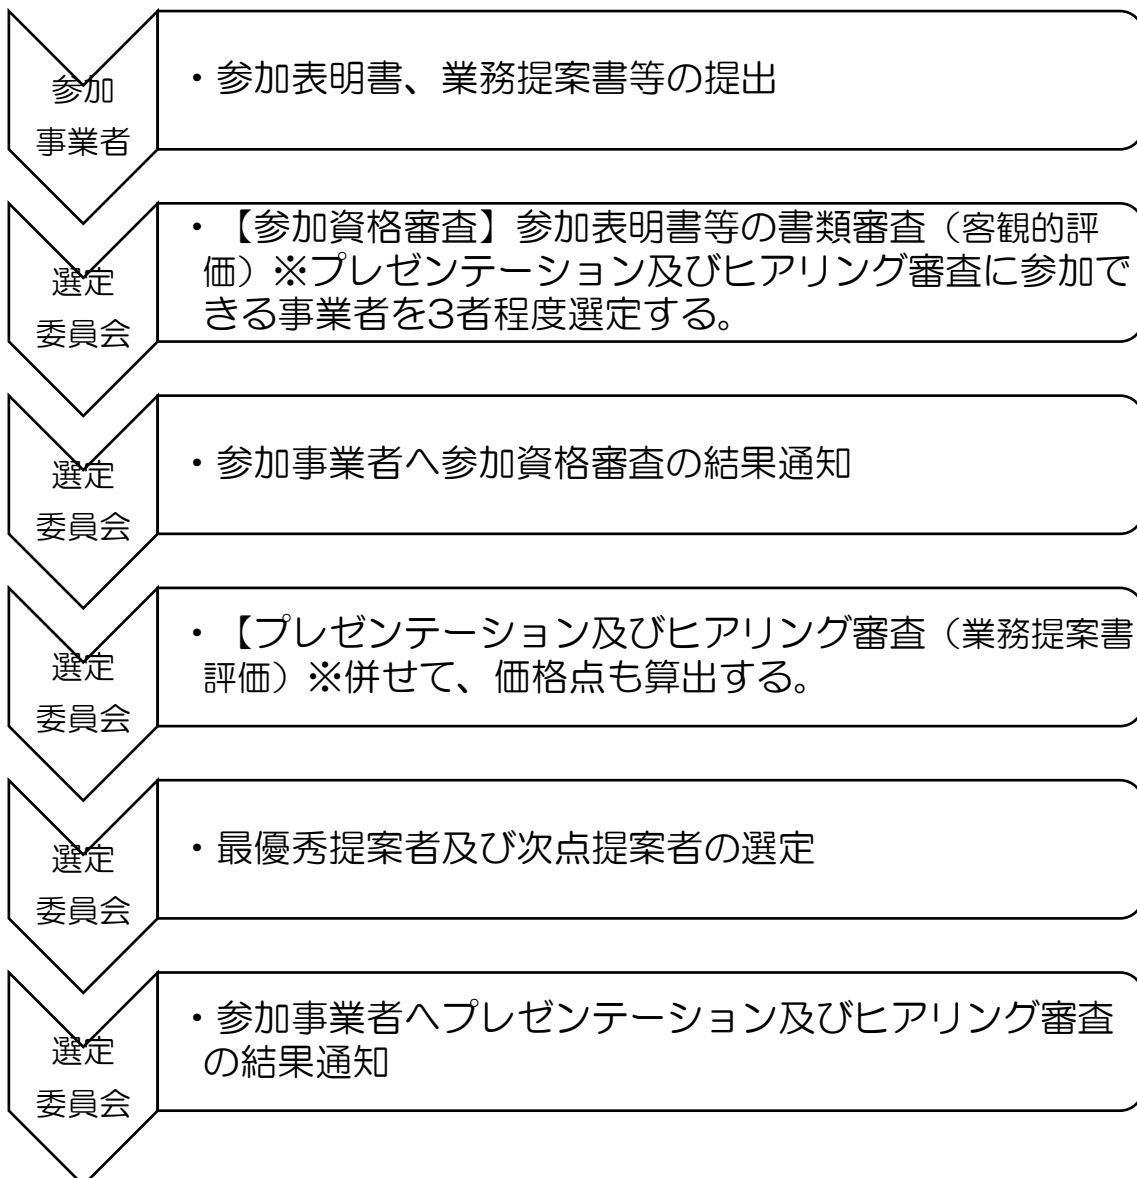 参加
事業者
・参加表明書、業務提案書等の提出
選定
委員会
・【参加資格審査】参加表明書等の書類審査（客観的評
価）※プレゼンテーション及びヒアリング審査に参加で
きる事業者を3者程度選定する。
選定
委員会
・参加事業者へ参加資格審査の結果通知
選定
委員会
・【プレゼンテーション及びヒアリング審査（業務提案書
評価）※併せて、価格点も算出する。
選定
委員会
・最優秀提案者及び次点提案者の選定
選定
委員会
・参加事業者へプレゼンテーション及びヒアリング審査
の結果通知